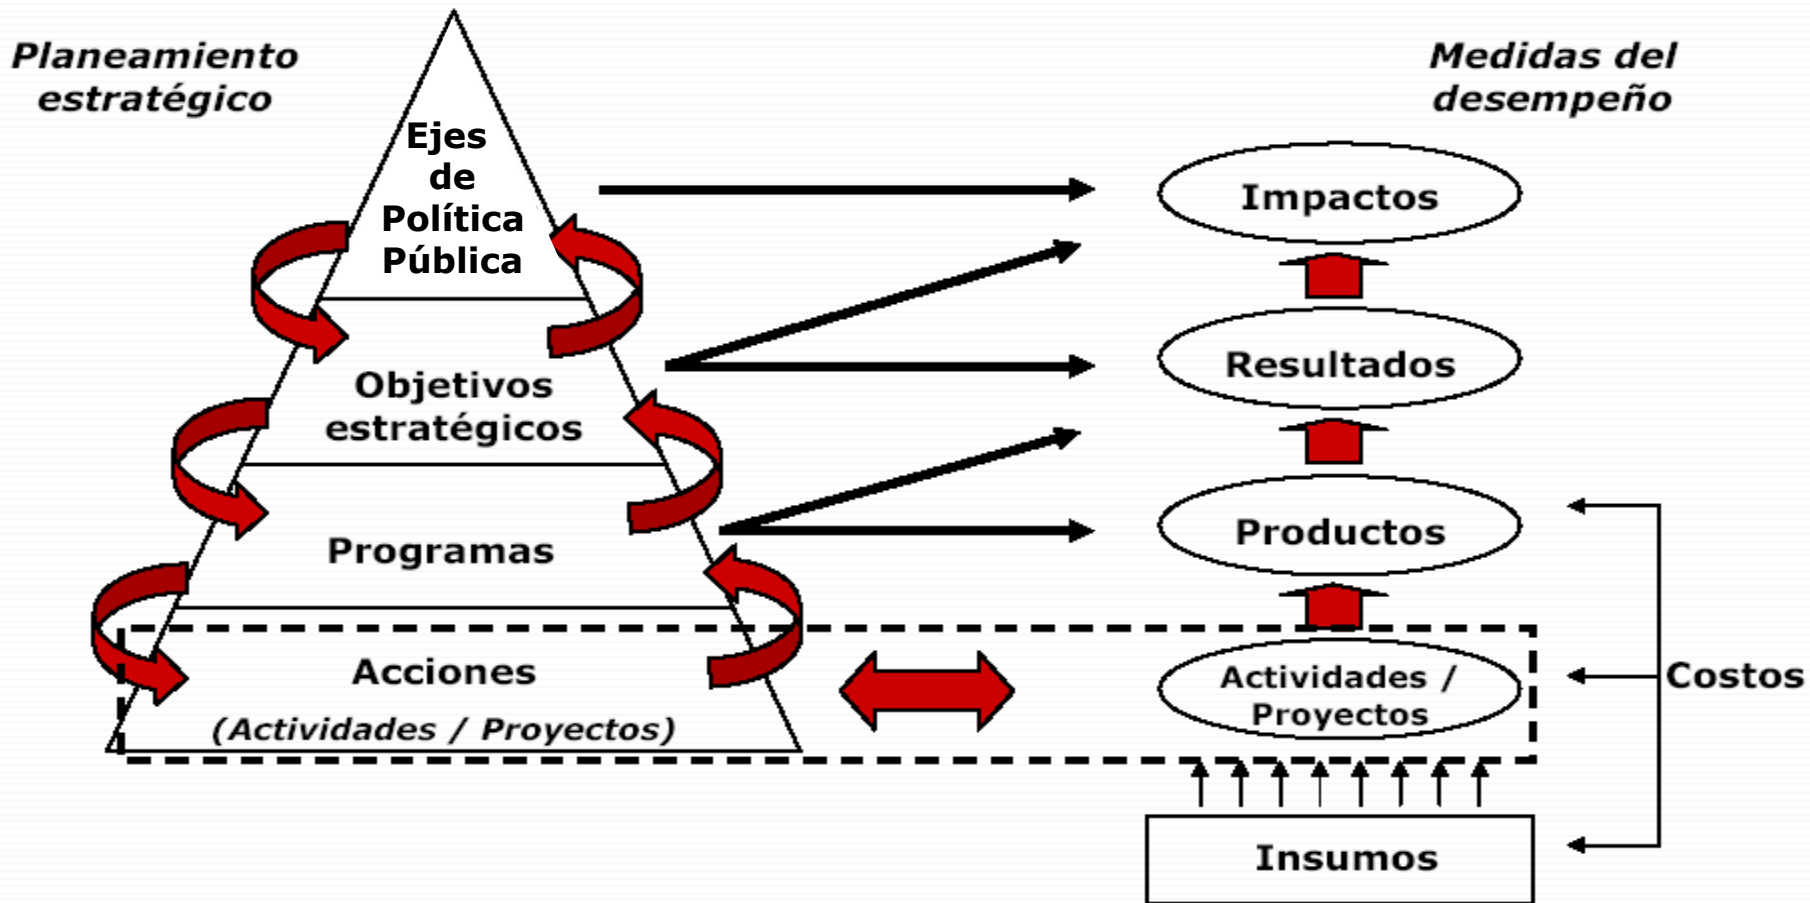 Planeamiento
estratégico
Medidas del
desempeño
Ejes
de
Política
Pública
Impactos
Objetivos
estratégicos
Resultados
Programas
Productos
Acciones
(Actividades / Proyectos)
Actividades /
Proyectos
Costos
Insumos